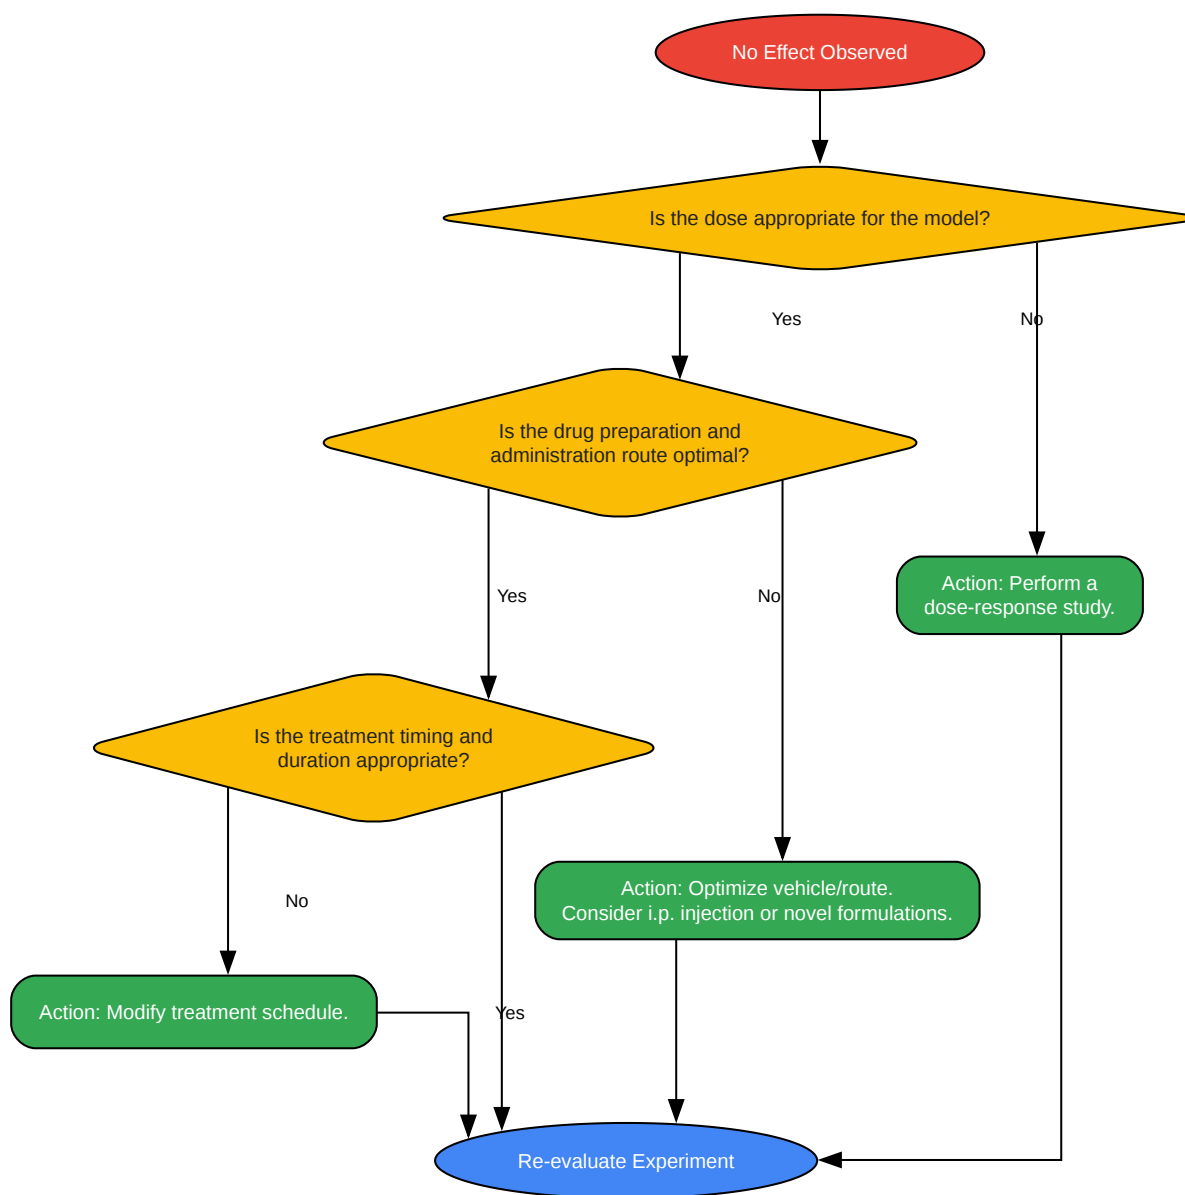 No Effect Observed
Is the dose appropriate for the model?
Yes
No
Is the drug preparation and
administration route optimal?
Yes
No
Action: Perform a
dose-response study.
Is the treatment timing and
duration appropriate?
No
Action: Optimize vehicle/route.
Consider i.p. injection or novel formulations.
Action: Modify treatment schedule.
Yes
Re-evaluate Experiment